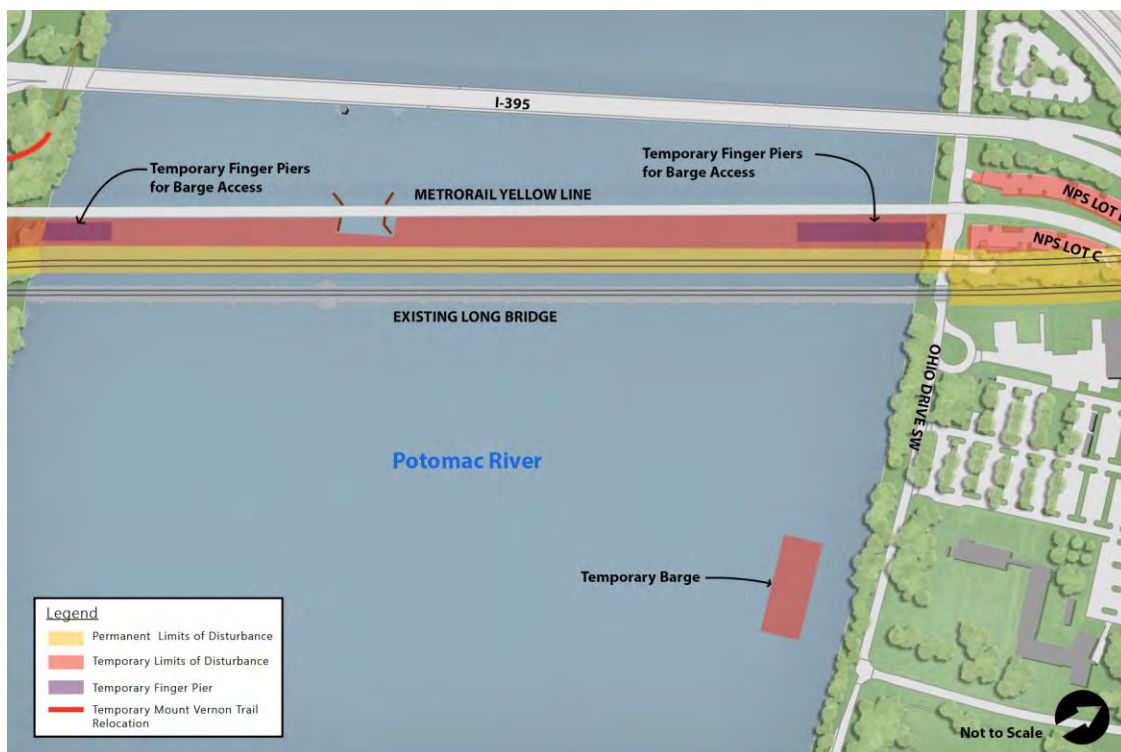 I-395
Temporary Finger Piers
for Barge Access
Temporary Finger Piers
for Barge Access
METRORAIL YELLOW LINE
NPS LOT
NPS LOT C
EXISTING LONG BRIDGE
OHIO DRIVE SW
Potomac River
Temporary Barge
Legend
Permanent Limits of Disturbance
Temporary Limits of Disturbance
Temporary Finger Pier
Temporary Mount Vernon Trail
Relocation
Not to Scale